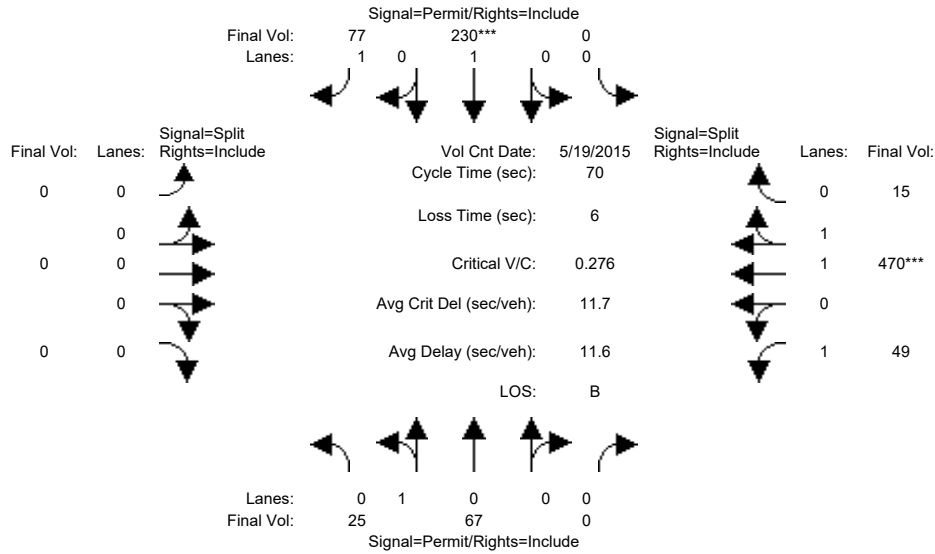 Signal=Permit/Rights=Include
Final Vol: 77 230*** 0
Lanes: 1 0 1 0 0
Signal=Split Signal=Split
Final Vol: Lanes: Rights=Include Vol Cnt Date: 5/19/2015 Rights=Include Lanes: Final Vol:
Cycle Time (sec): 70
0 0 0 15
Loss Time (sec): 6
0 1
0 0 Critical V/C: 0.276 1 470***
0 Avg Crit Del (sec/veh): 11.7 0
0 0 Avg Delay (sec/veh): 11.6 1 49
LOS: B
Lanes: 0 1 0 0 0
Final Vol: 25 67 0
Signal=Permit/Rights=Include